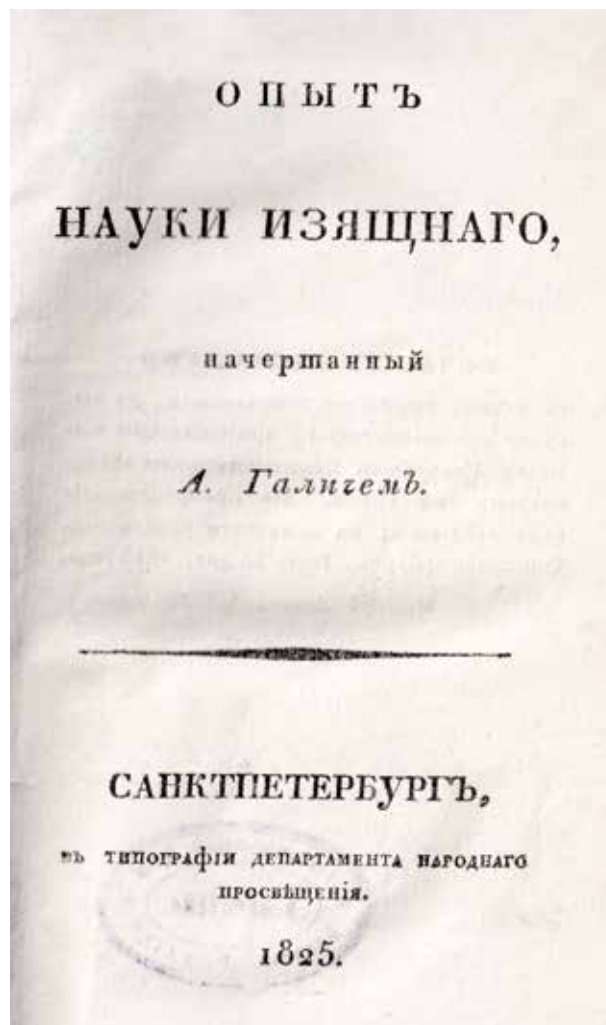 ОПЫТЪ
НАУКИ ИЗЯЩНАГО,
начертанный
А. Галичемъ.
САНКТПЕТЕРБУРГЪ,
въ типографіи департамента народнаго
просвѣщенія.
1825.